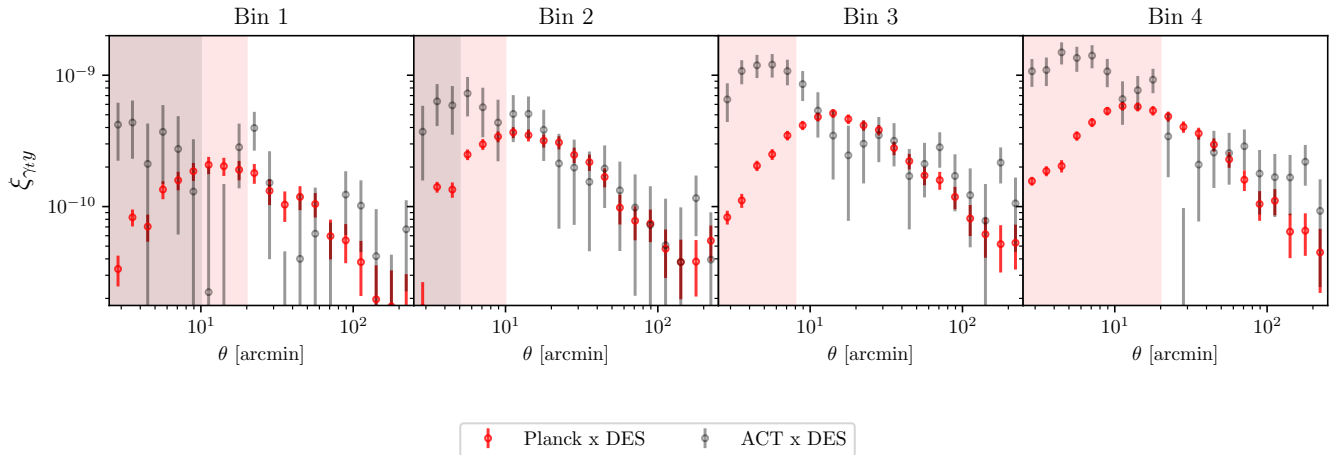 Bin 1 Bin 2 Bin 3 Bin 4
10⁻⁹
10⁻¹⁰
ξγₜy
10¹ 10² 10¹ 10² 10¹ 10² 10¹ 10²
θ [arcmin] θ [arcmin] θ [arcmin] θ [arcmin]
Planck x DES ACT x DES